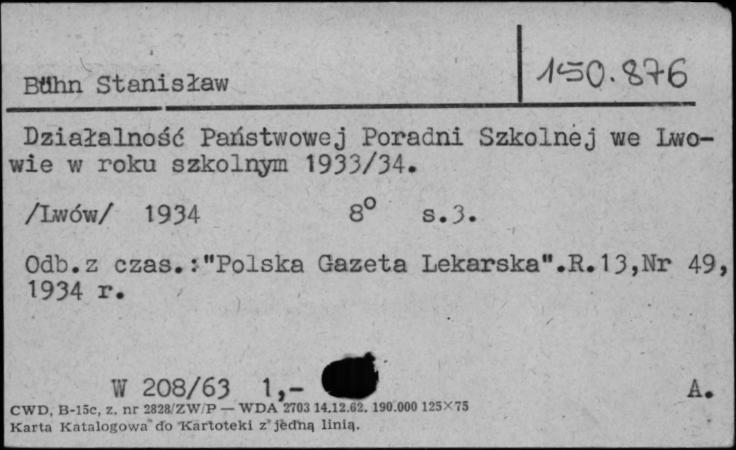 Bühn Stanisław
150.876
Działalność Państwowej Poradni Szkolnej we Lwo-
wie w roku szkolnym 1933/34.
/Lwów/ 1934 8° s.3.
Odb.z czas.:"Polska Gazeta Lekarska".R.13,Nr 49,
1934 r.
W 208/63 1,-
A.
CWD, B-15c, z. nr 2828/ZW/P — WDA 2703 14.12.62. 190.000 125×75
Karta Katalogowa do Kartoteki z jedną linią.